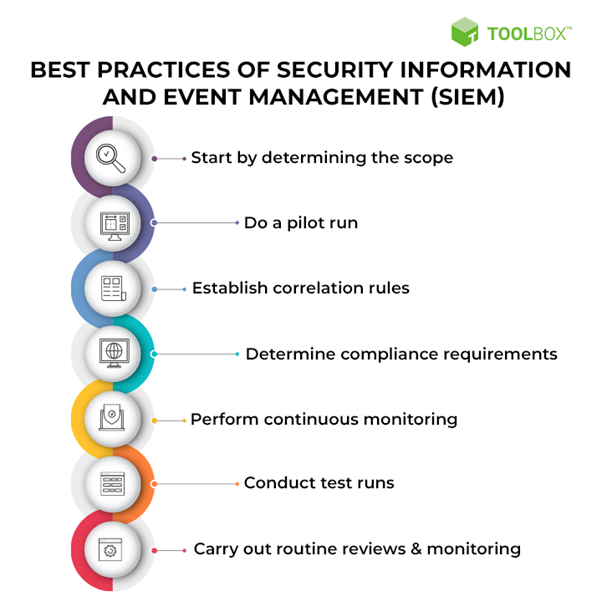 TOOLBOX™
BEST PRACTICES OF SECURITY INFORMATION
AND EVENT MANAGEMENT (SIEM)
Start by determining the scope
Do a pilot run
Establish correlation rules
Determine compliance requirements
Perform continuous monitoring
Conduct test runs
Carry out routine reviews & monitoring